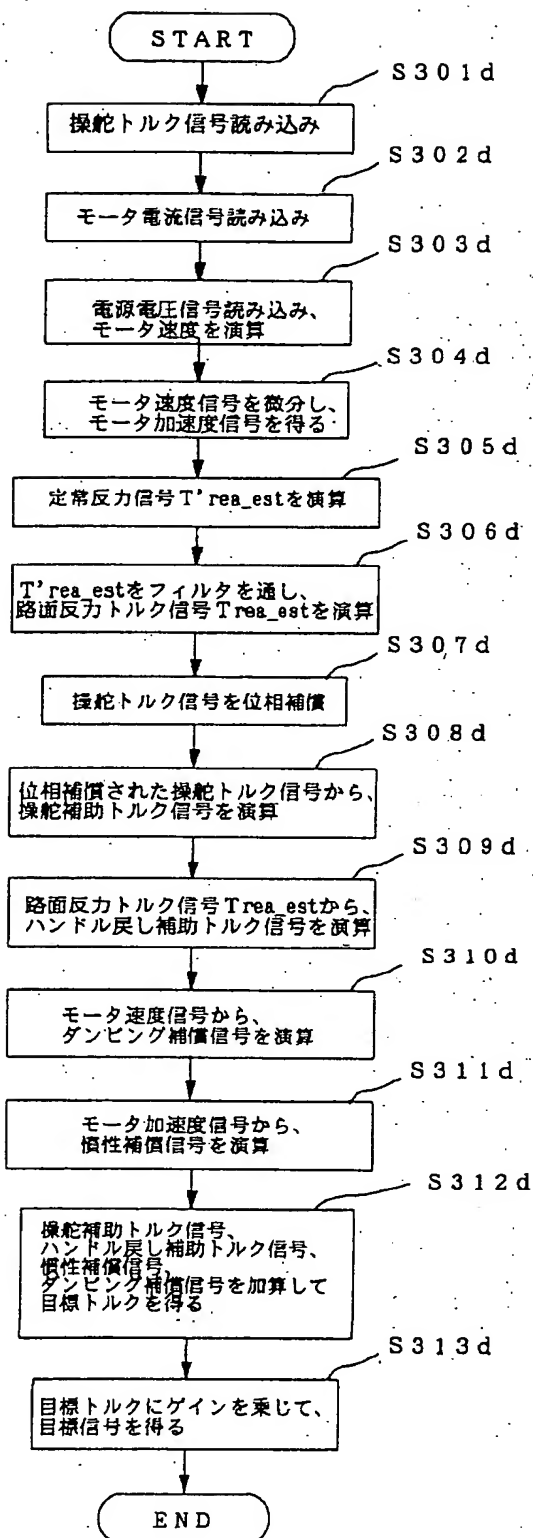 START
S301d
操舵トルク信号読み込み
S302d
モータ電流信号読み込み
S303d
電源電圧信号読み込み、
モータ速度を演算
S304d
モータ速度信号を微分し、
モータ加速度信号を得る
S305d
定常反力信号T'rea_estを演算
S306d
T'rea_estをフィルタを通し、
路面反力トルク信号Trea_estを演算
S307d
操舵トルク信号を位相補償
S308d
位相補償された操舵トルク信号から、
操舵補助トルク信号を演算
S309d
路面反力トルク信号Trea_estから、
ハンドル戻し補助トルク信号を演算
S310d
モータ速度信号から、
ダンピング補償信号を演算
S311d
モータ加速度信号から、
慣性補償信号を演算
S312d
操舵補助トルク信号、
ハンドル戻し補助トルク信号、
慣性補償信号、
ダンピング補償信号を加算して
目標トルクを得る
S313d
目標トルクにゲインを乗じて、
目標信号を得る
END